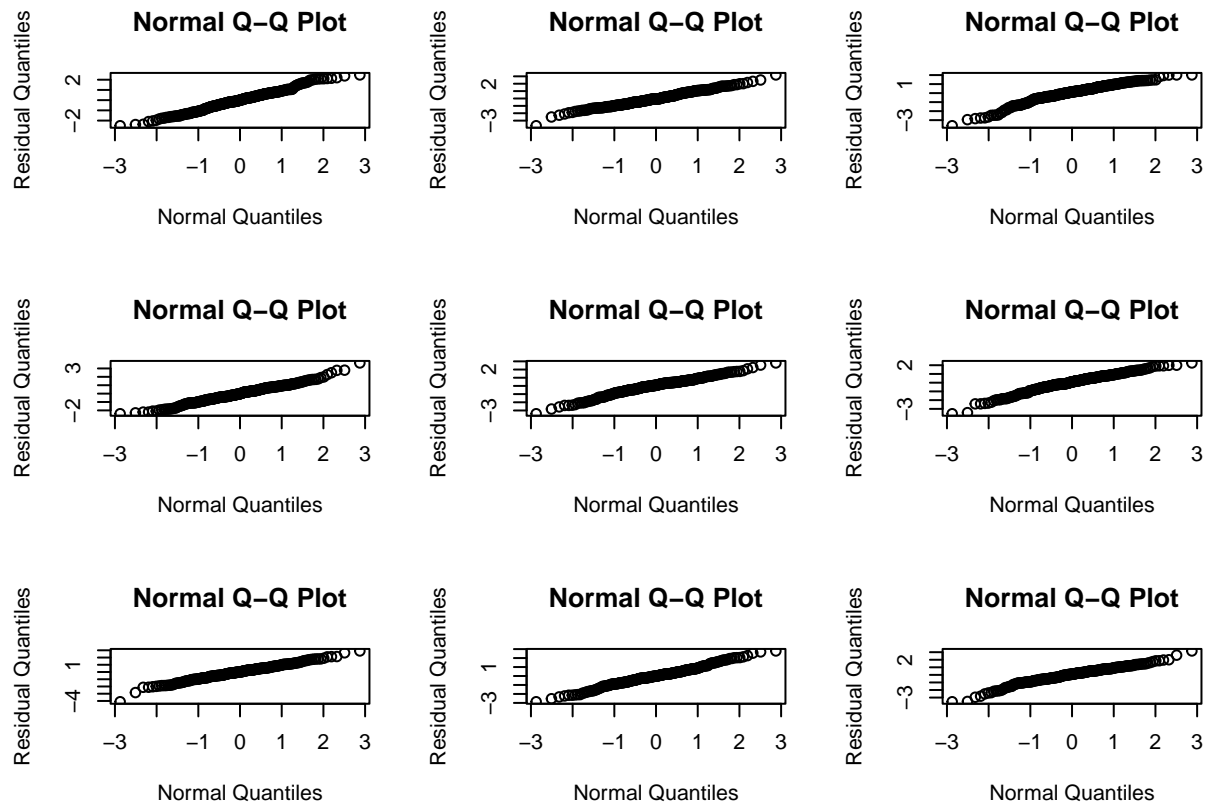 Normal Q−Q Plot
Residual Quantiles
−2 2
−3 −1 0 1 2 3
Normal Quantiles
Normal Q−Q Plot
Residual Quantiles
−3 2
−3 −1 0 1 2 3
Normal Quantiles
Normal Q−Q Plot
Residual Quantiles
−3 1
−3 −1 0 1 2 3
Normal Quantiles
Normal Q−Q Plot
Residual Quantiles
−2 3
−3 −1 0 1 2 3
Normal Quantiles
Normal Q−Q Plot
Residual Quantiles
−3 2
−3 −1 0 1 2 3
Normal Quantiles
Normal Q−Q Plot
Residual Quantiles
−3 2
−3 −1 0 1 2 3
Normal Quantiles
Normal Q−Q Plot
Residual Quantiles
−4 1
−3 −1 0 1 2 3
Normal Quantiles
Normal Q−Q Plot
Residual Quantiles
−3 1
−3 −1 0 1 2 3
Normal Quantiles
Normal Q−Q Plot
Residual Quantiles
−3 2
−3 −1 0 1 2 3
Normal Quantiles